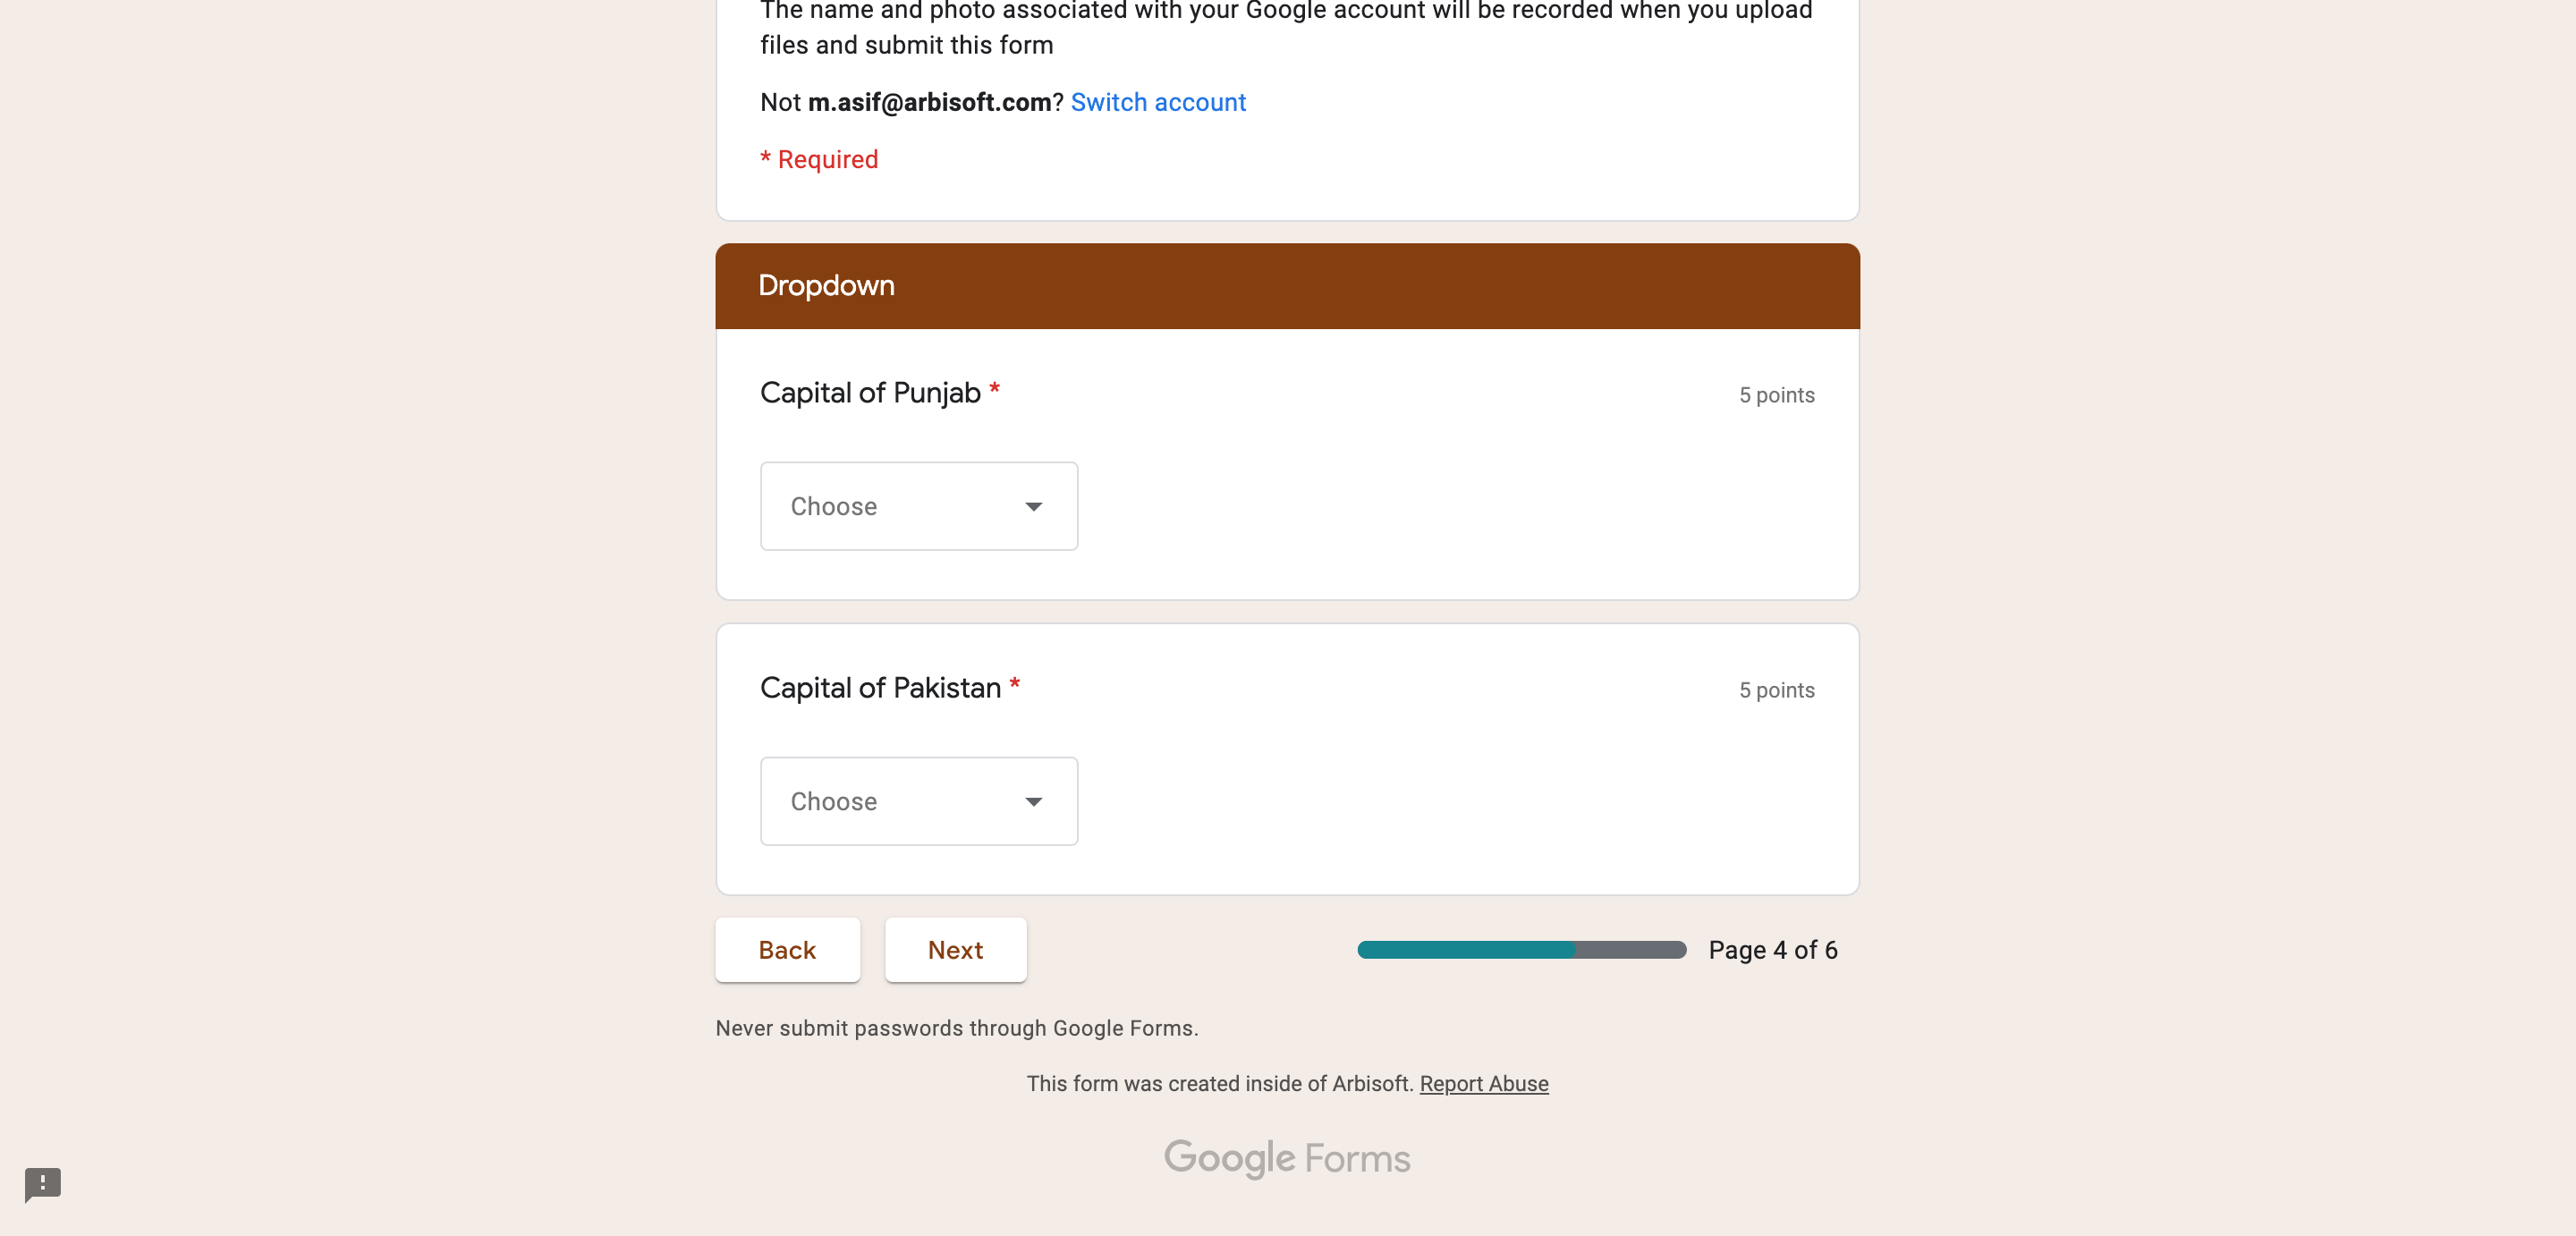 The name and photo associated with your Google account will be recorded when you upload
files and submit this form
Not m.asif@arbisoft.com? Switch account
* Required
Dropdown
Capital of Punjab *
5 points
Choose
Capital of Pakistan *
5 points
Choose
Back
Next
Page 4 of 6
Never submit passwords through Google Forms.
This form was created inside of Arbisoft. Report Abuse
Google Forms